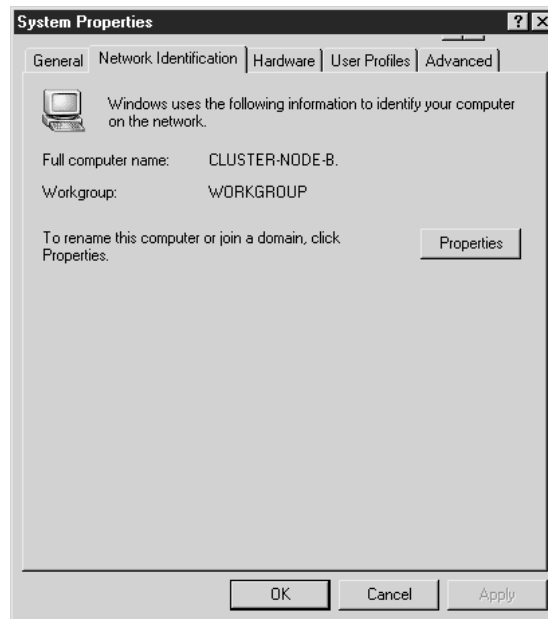 System Properties ? X
General Network Identification Hardware User Profiles Advanced
Windows uses the following information to identify your computer
on the network.
Full computer name: CLUSTER-NODE-B.
Workgroup: WORKGROUP
To rename this computer or join a domain, click
Properties.
Properties
OK Cancel Apply